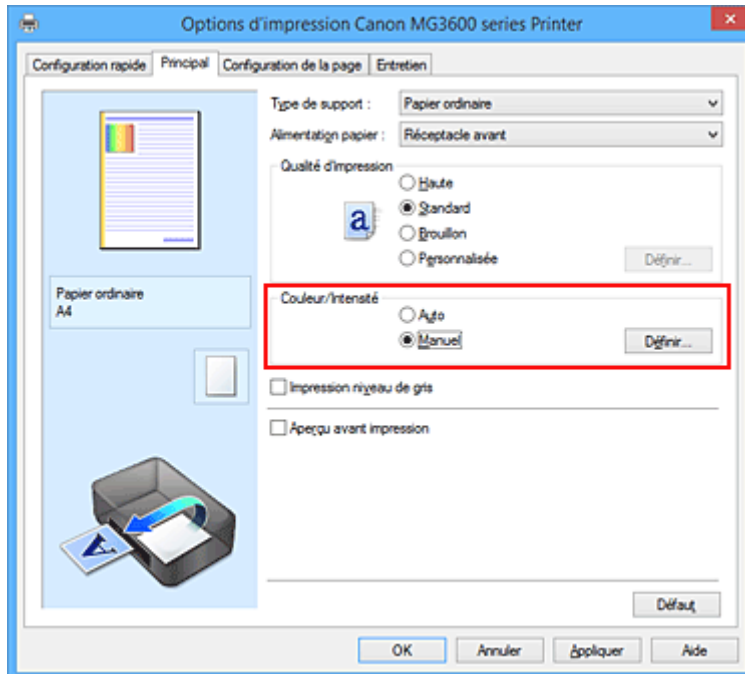 Options d'impression Canon MG3600 series Printer
Configuration rapide Principal Configuration de la page Entretien
Type de support : Papier ordinaire
Alimentation papier : Réceptacle avant
Qualité d'impression
Haute
a
Standard
Brouillon
Personnalisée Définir...
Papier ordinaire
A4
Couleur/Intensité
Auto
Manuel Définir...
Impression niveau de gris
Aperçu avant impression
A
Défaut
OK Annuler Appliquer Aide